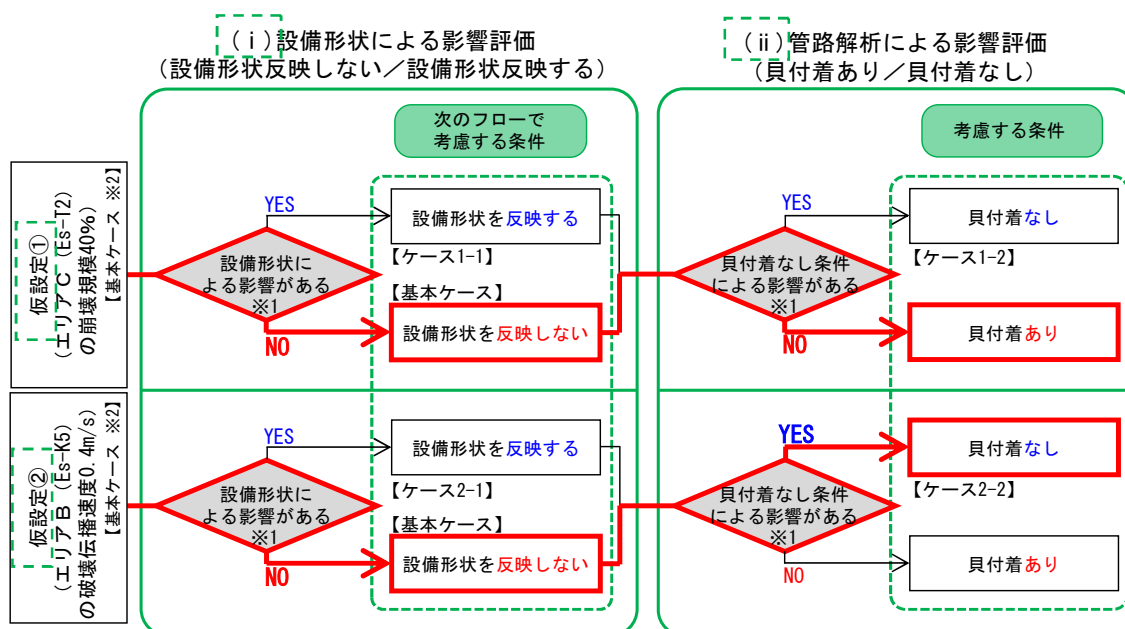 (ⅰ)設備形状による影響評価
(設備形状反映しない/設備形状反映する)
(ⅱ)管路解析による影響評価
(貝付着あり/貝付着なし)
次のフローで
考慮する条件
考慮する条件
仮設定①
(エリアC(Es-T2)
の崩壊規模40%)
【基本ケース ※2】
設備形状に
よる影響がある
※1
YES
設備形状を反映する
【ケース1-1】
【基本ケース】
NO
設備形状を反映しない
貝付着なし条件
による影響がある
※1
YES
貝付着なし
【ケース1-2】
NO
貝付着あり
仮設定②
(エリアB(Es-K5)
の破壊伝播速度0.4m/s)
【基本ケース ※2】
設備形状に
よる影響がある
※1
YES
設備形状を反映する
【ケース2-1】
【基本ケース】
NO
設備形状を反映しない
貝付着なし条件
による影響がある
※1
YES
貝付着なし
【ケース2-2】
NO
貝付着あり